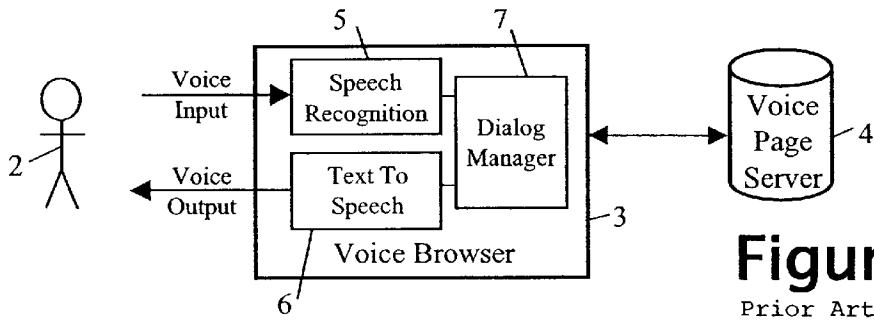 5
7
Voice
Input
Speech
Recognition
Dialog
Manager
Voice
Page
Server
4
2
Voice
Output
Text To
Speech
3
Voice Browser
6
Figur
Prior Art